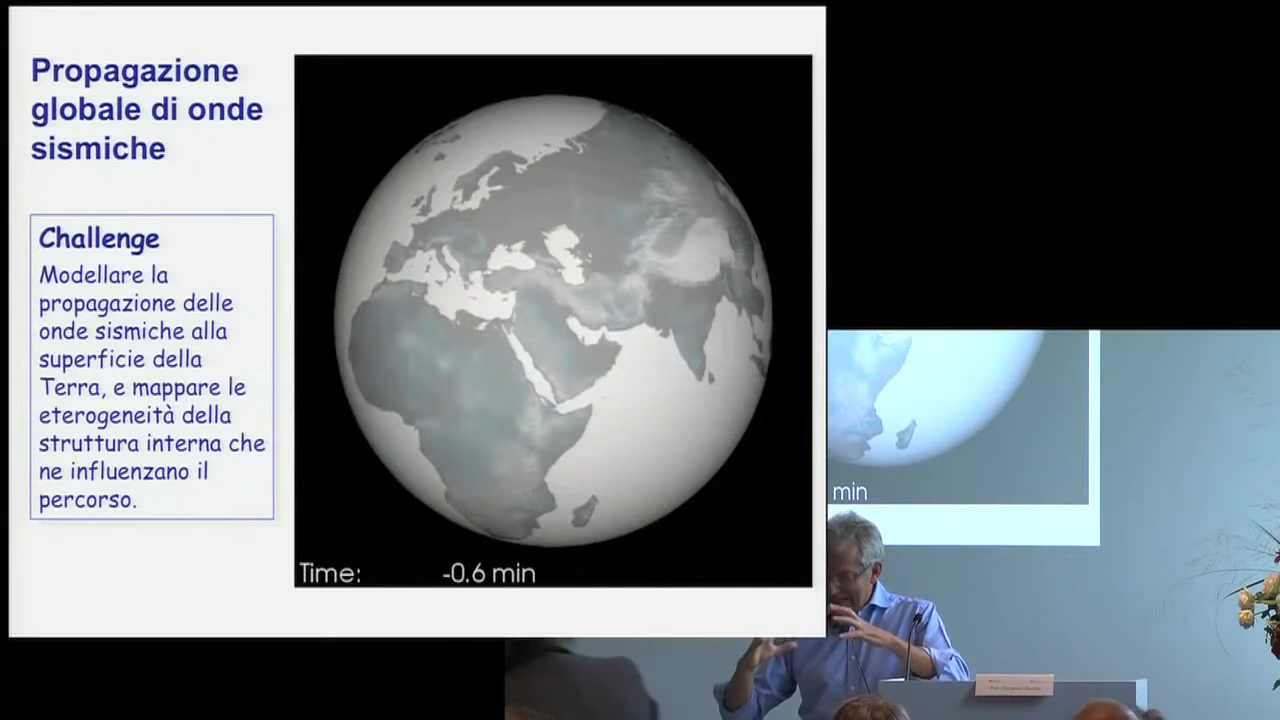 Propagazione
globale di onde
sismiche
Challenge
Modellare la
propagazione delle
onde sismiche alla
superficie della
Terra, e mappare le
eterogeneità della
struttura interna che
ne influenzano il
percorso.
Time: -0.6 min
min